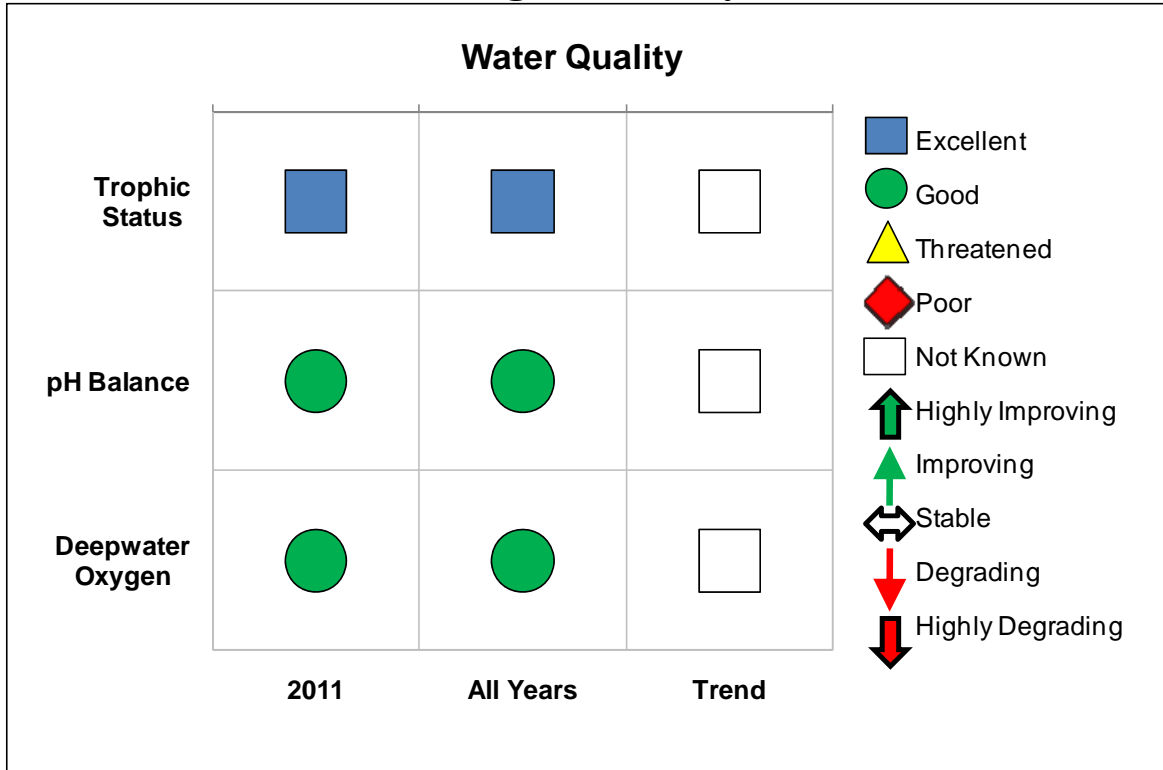 Water Quality
Trophic
Status
pH Balance
Deepwater
Oxygen
2011
All Years
Trend
Excellent
Good
Threatened
Poor
Not Known
Highly Improving
Improving
Stable
Degrading
Highly Degrading